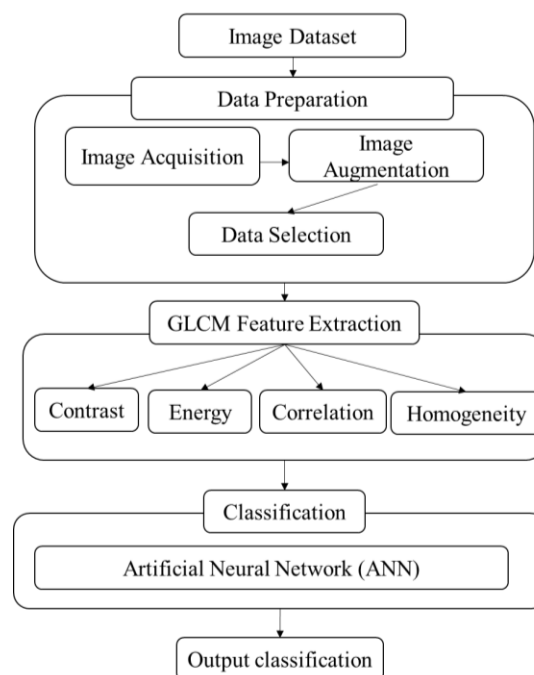 Image Dataset
Data Preparation
Image Acquisition
Image
Augmentation
Data Selection
GLCM Feature Extraction
Contrast
Energy
Correlation
Homogeneity
Classification
Artificial Neural Network (ANN)
Output classification